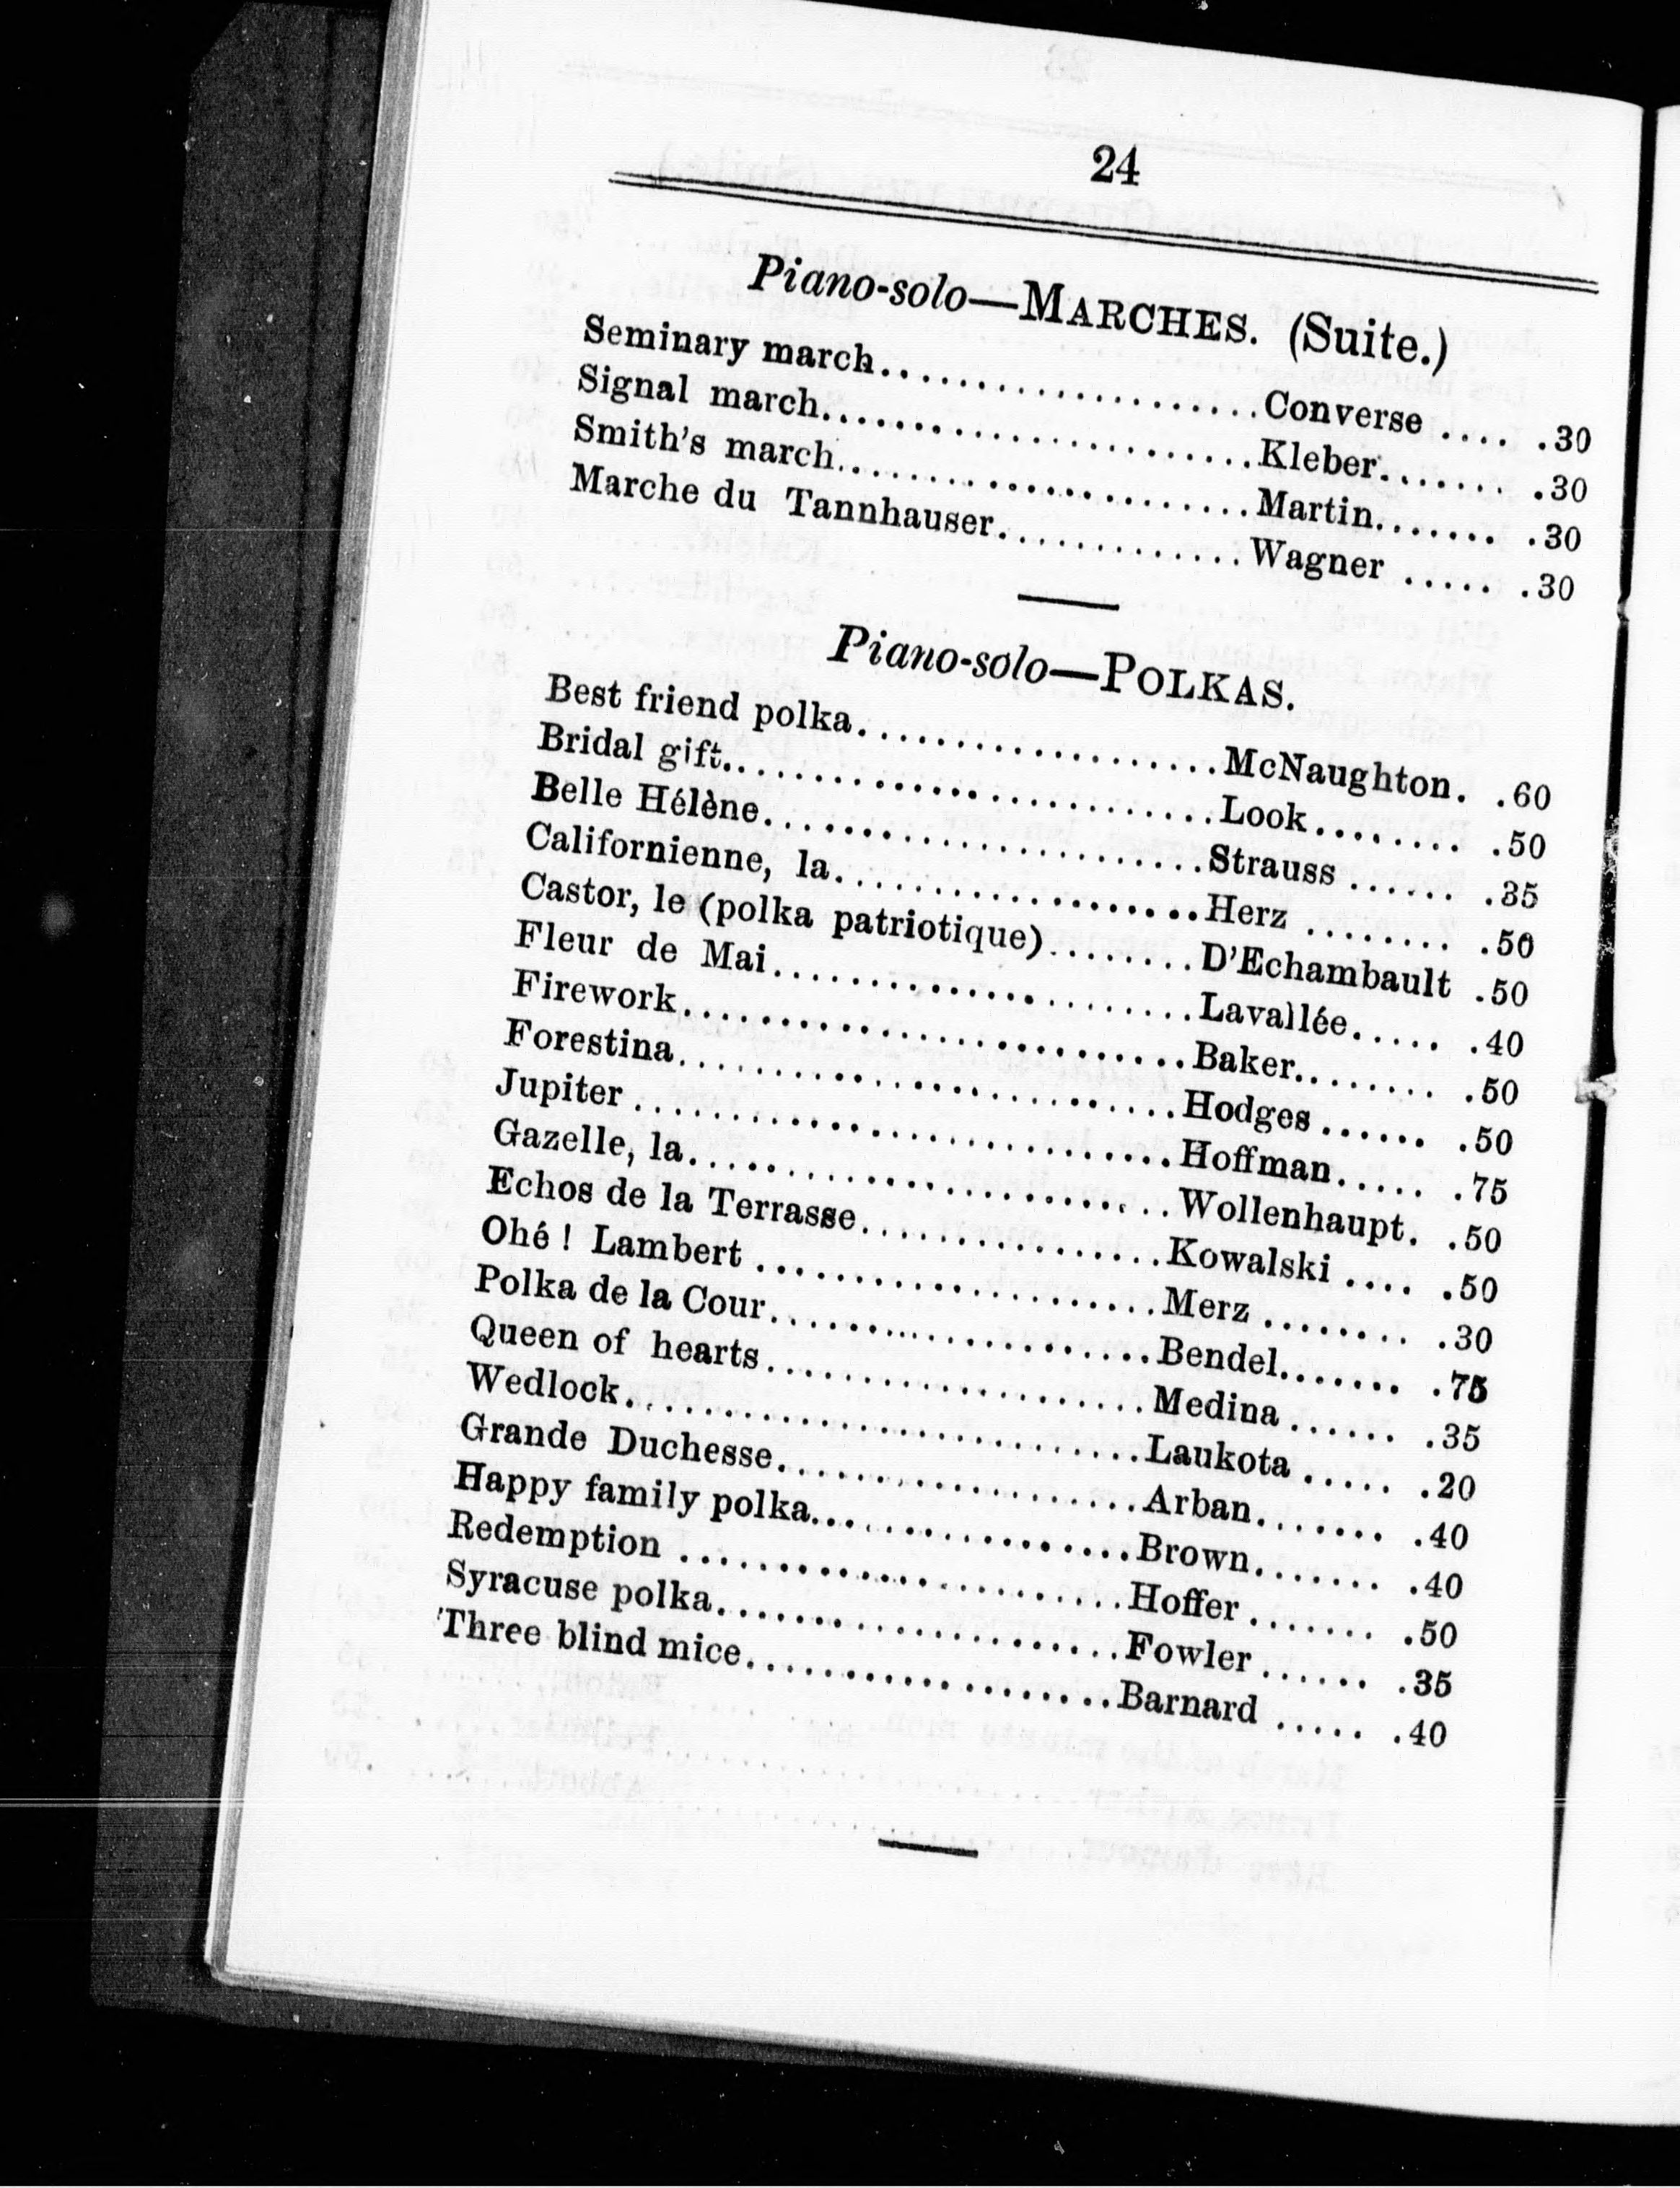 24
Piano-solo—MARCHES. (Suite.)
Seminary march....................Converse .... .30
Signal march......................Kleber....... .30
Smith's march.....................Martin....... .30
Marche du Tannhauser.............Wagner ..... .30
Piano-solo—POLKAS.
Best friend polka...................McNaughton. .60
Bridal gift.........................Look........ .50
Belle Hélène.......................Strauss ...... .35
Californienne, la...................Herz ........ .50
Castor, le (polka patriotique)........D'Echambault .50
Fleur de Mai......................Lavallée..... .40
Firework..........................Baker........ .50
Forestina..........................Hodges ...... .50
Jupiter ............................Hoffman..... .75
Gazelle, la.........................Wollenhaupt. .50
Echos de la Terrasse................Kowalski .... .50
Ohé ! Lambert .....................Merz ........ .30
Polka de la Cour....................Bendel....... .75
Queen of hearts....................Medina ...... .35
Wedlock...........................Laukota ..... .20
Grande Duchesse...................Arban....... .40
Happy family polka.................Brown....... .40
Redemption .......................Hoffer ....... .50
Syracuse polka.....................Fowler ...... .35
Three blind mice...................Barnard ..... .40